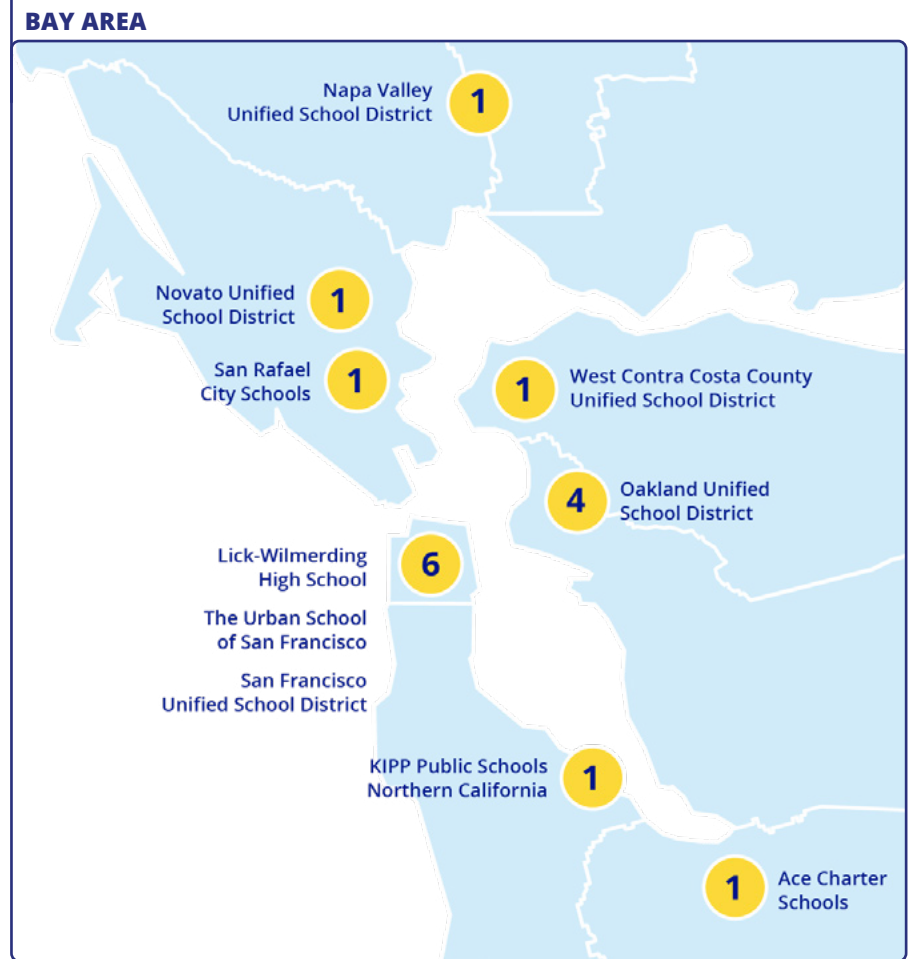 BAY AREA
Napa Valley
Unified School District
1
Novato Unified
School District
1
San Rafael
City Schools
1
1
West Contra Costa County
Unified School District
4
Oakland Unified
School District
Lick-Wilmerding
High School
6
The Urban School
of San Francisco
San Francisco
Unified School District
KIPP Public Schools
Northern California
1
1
Ace Charter
Schools